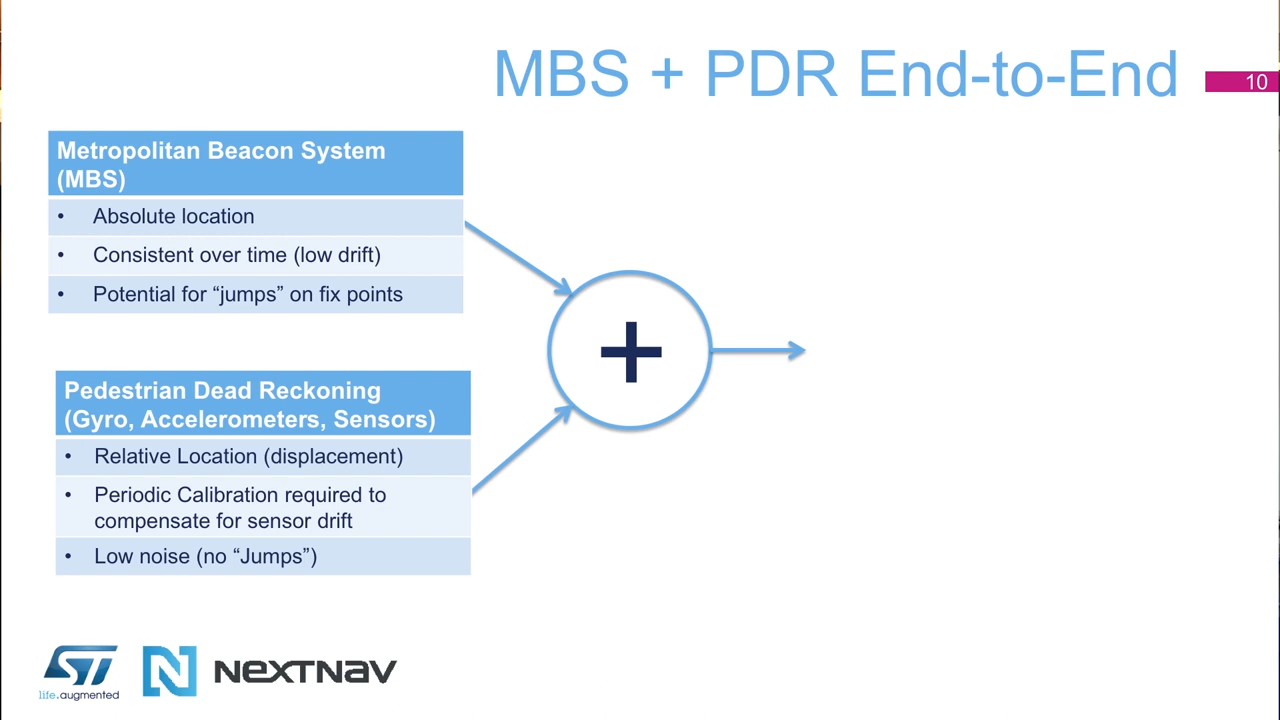 MBS + PDR End-to-End
10
Metropolitan Beacon System
(MBS)
• Absolute location
• Consistent over time (low drift)
• Potential for “jumps” on fix points
+
Pedestrian Dead Reckoning
(Gyro, Accelerometers, Sensors)
• Relative Location (displacement)
• Periodic Calibration required to
compensate for sensor drift
• Low noise (no “Jumps”)
ST
life.augmented
N
NEXTNAV